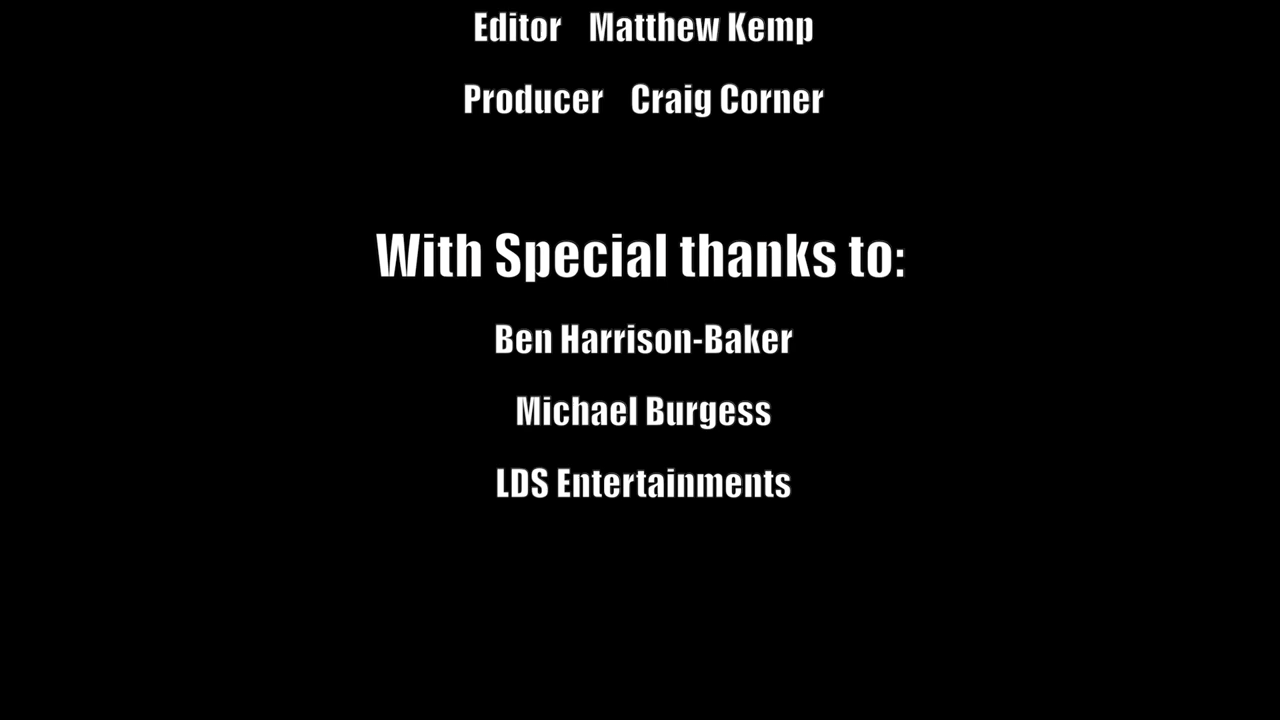 Editor Matthew Kemp
Producer Craig Corner
With Special thanks to:
Ben Harrison-Baker
Michael Burgess
LDS Entertainments